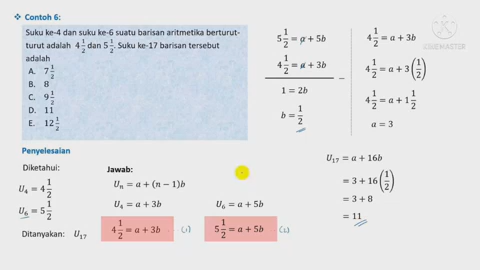 ❖ Contoh 6:
Suku ke-4 dan suku ke-6 suatu barisan aritmetika berturut-
turut adalah 4 1/2 dan 5 1/2. Suku ke-17 barisan tersebut
adalah
A. 7 1/2
B. 8
C. 9 1/2
D. 11
E. 12 1/2
Penyelesaian
Diketahui:
U₄ = 4 1/2
U₆ = 5 1/2
Ditanyakan: U₁₇
Jawab:
Uₙ = a + (n − 1)b
U₄ = a + 3b
4 1/2 = a + 3b (1)
U₆ = a + 5b
5 1/2 = a + 5b (2)
5 1/2 = a + 5b
4 1/2 = a + 3b
−
1 = 2b
b = 1/2
4 1/2 = a + 3b
4 1/2 = a + 3(1/2)
4 1/2 = a + 1 1/2
a = 3
U₁₇ = a + 16b
= 3 + 16(1/2)
= 3 + 8
= 11
KINEMASTER